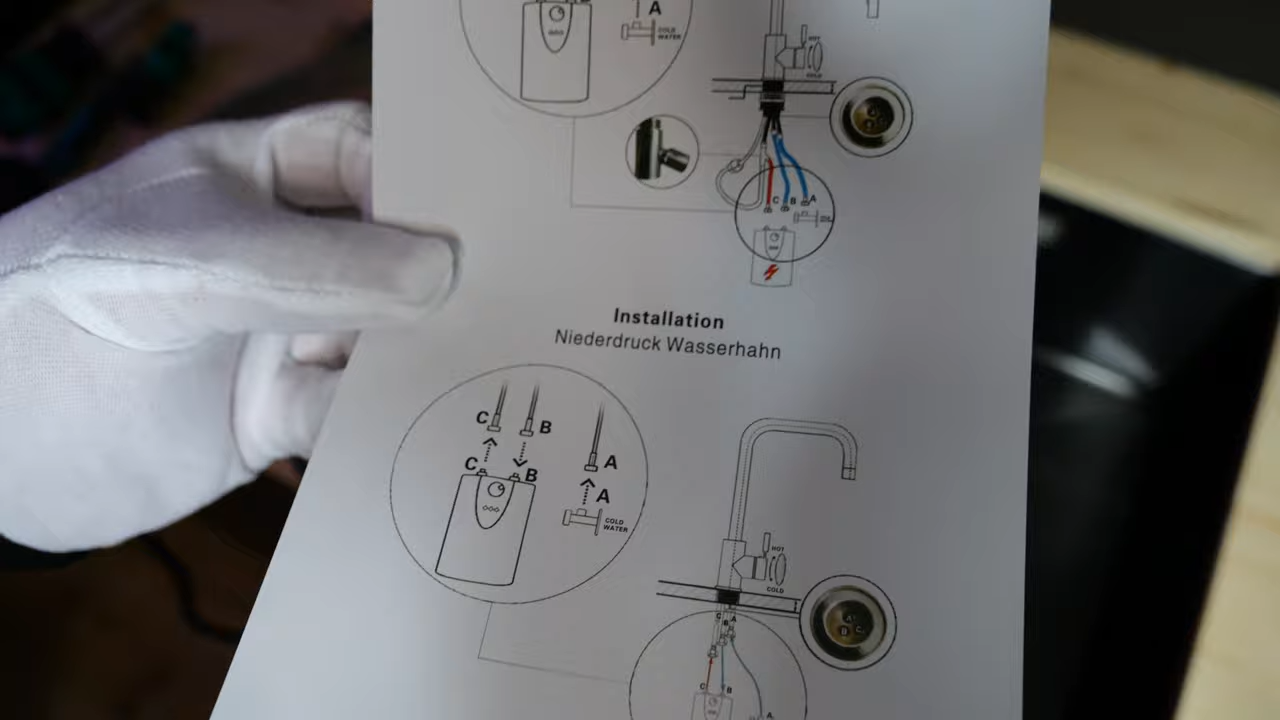 A
COLD
WATER
HOT
COLD
C B A
Installation
Niederdruck Wasserhahn
C B
A
C B
A
COLD
WATER
HOT
COLD
C B A
A
B C
C B
A